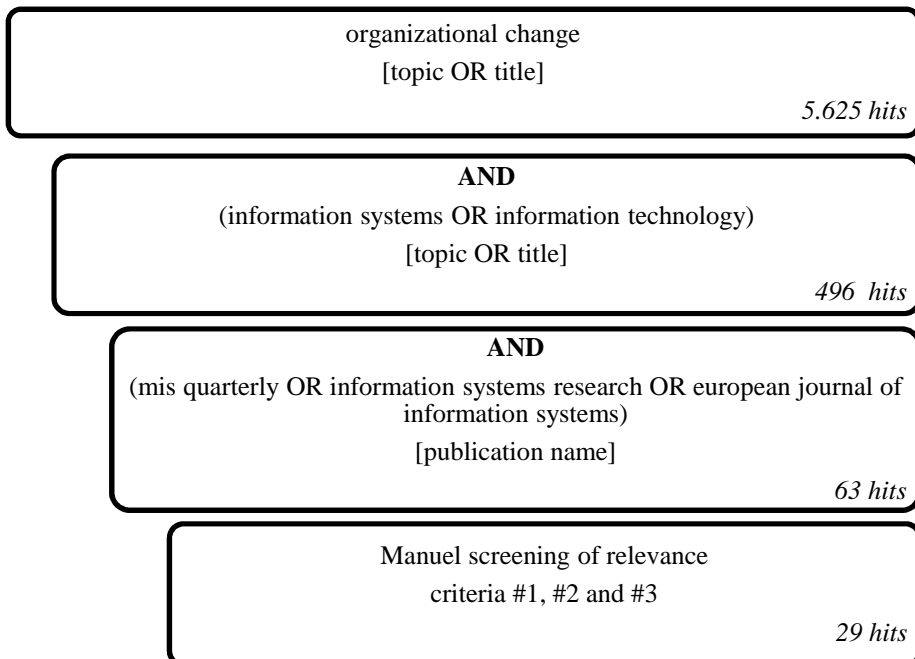 organizational change
[topic OR title]
5.625 hits
AND
(information systems OR information technology)
[topic OR title]
496 hits
AND
(mis quarterly OR information systems research OR european journal of
information systems)
[publication name]
63 hits
Manuel screening of relevance
criteria #1, #2 and #3
29 hits